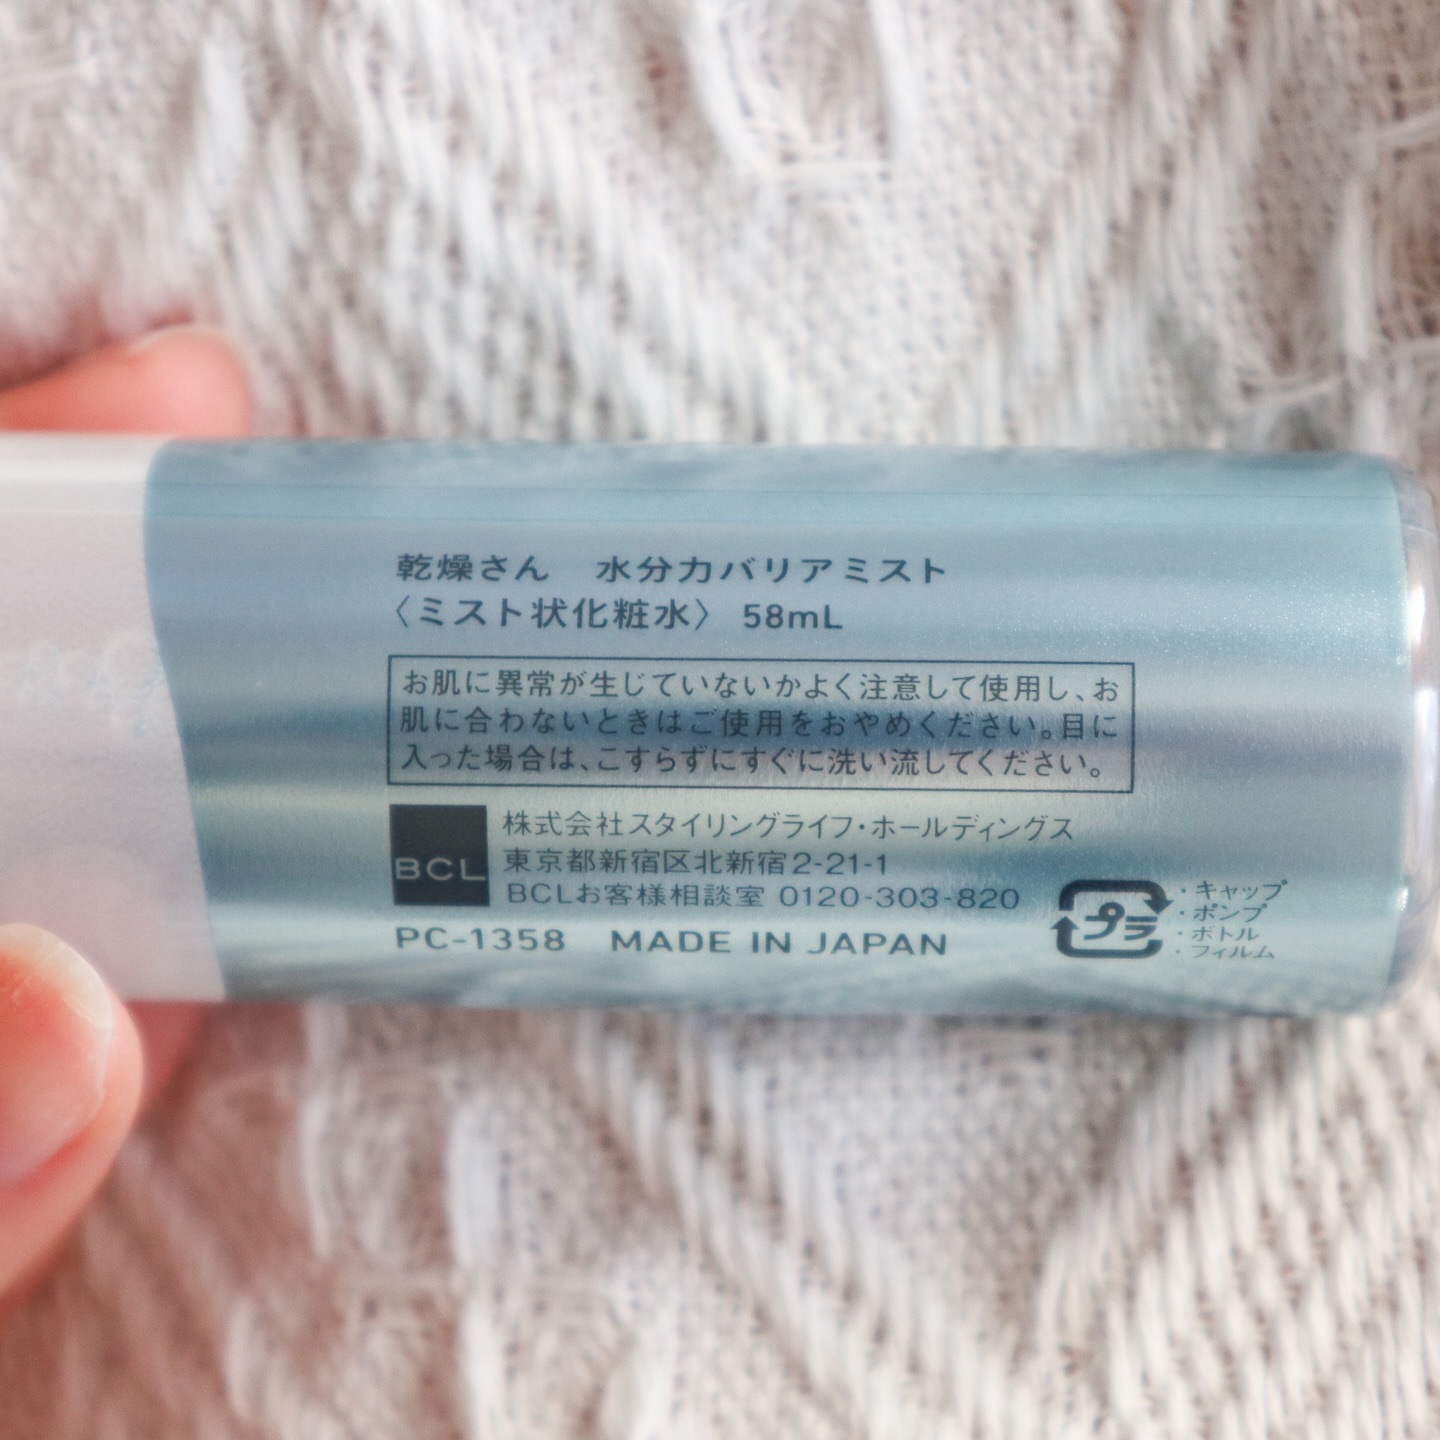 乾燥さん　水分力バリアミスト
〈ミスト状化粧水〉 58mL
お肌に異常が生じていないかよく注意して使用し、お
肌に合わないときはご使用をおやめください。目に
入った場合は、こすらずにすぐに洗い流してください。
BCL
株式会社スタイリングライフ・ホールディングス
東京都新宿区北新宿2-21-1
BCLお客様相談室 0120-303-820
PC-1358　MADE IN JAPAN
プラ
・キャップ
・ポンプ
・ボトル
・フィルム